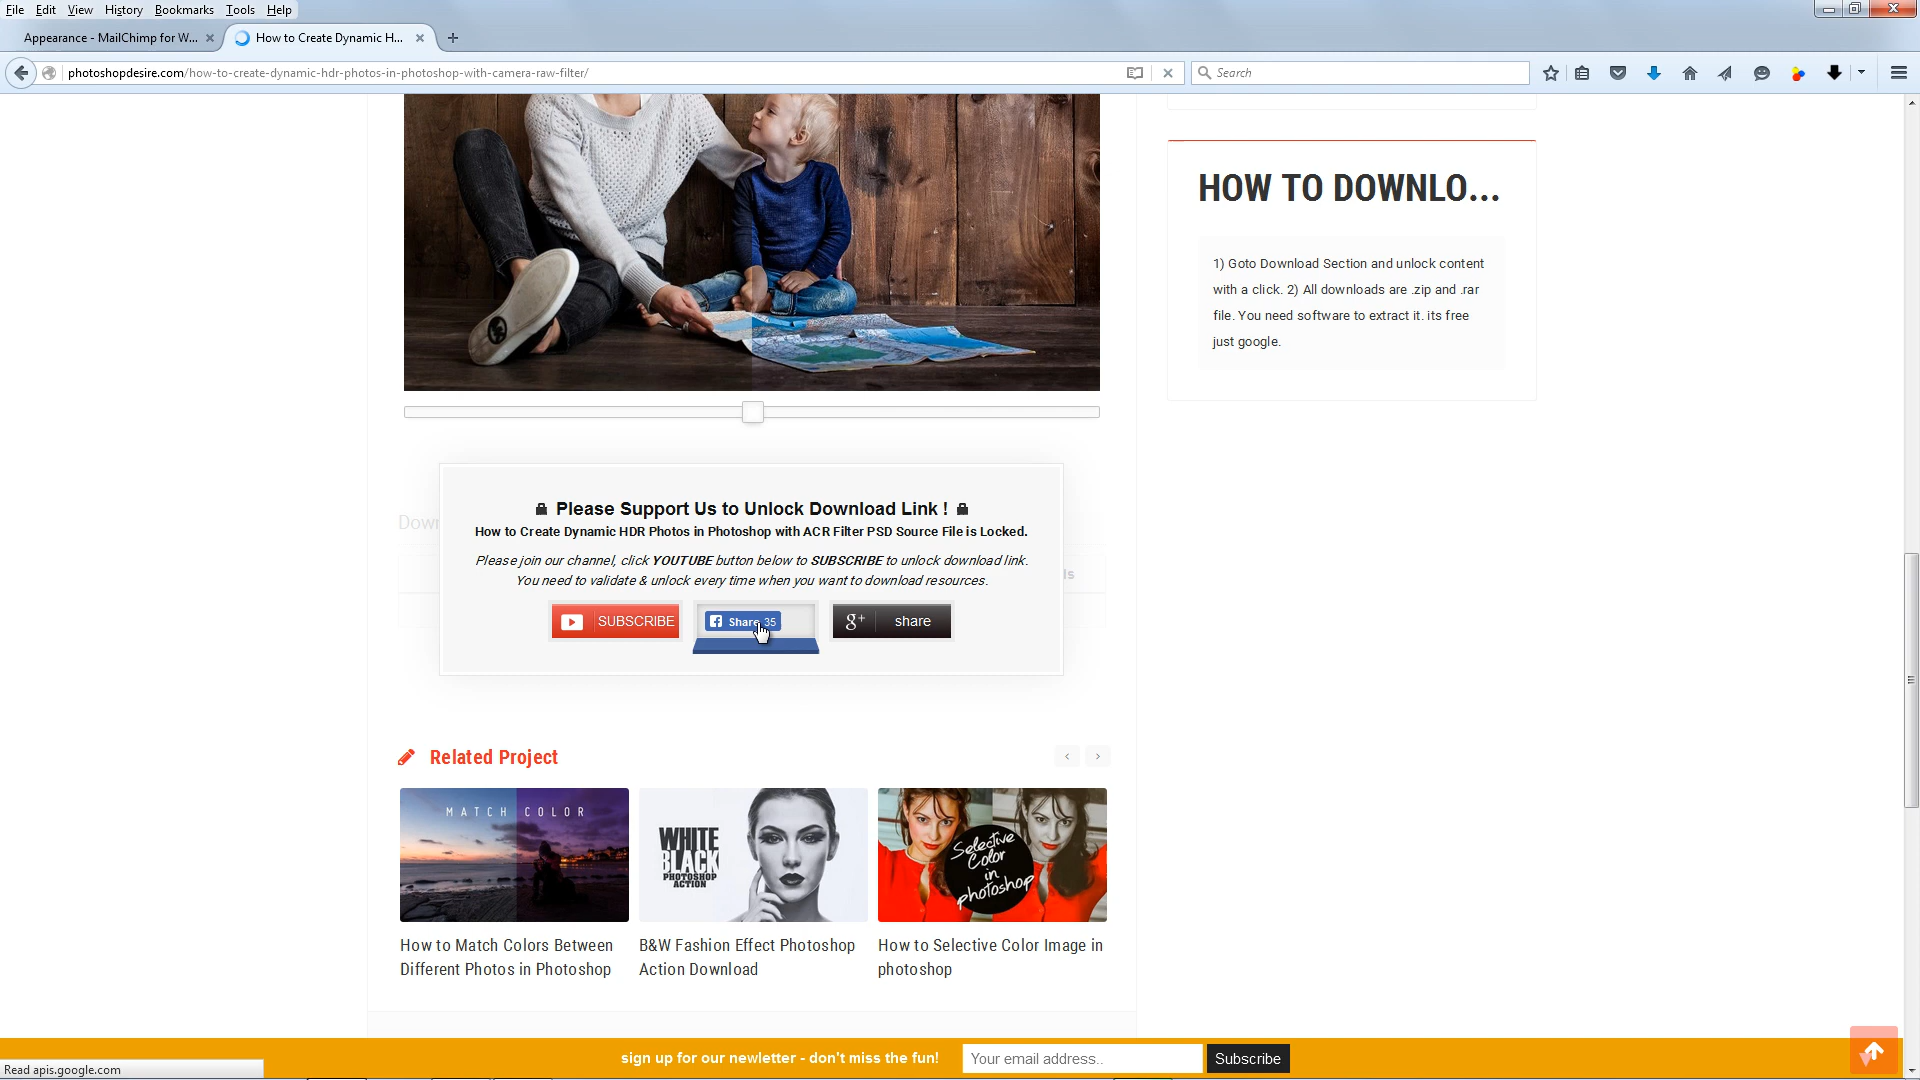 File Edit View History Bookmarks Tools Help
Appearance - MailChimp for W...
How to Create Dynamic H...
photoshopdesire.com/how-to-create-dynamic-hdr-photos-in-photoshop-with-camera-raw-filter/
Search
HOW TO DOWNLO...
1) Goto Download Section and unlock content
with a click. 2) All downloads are .zip and .rar
file. You need software to extract it. its free
just google.
Please Support Us to Unlock Download Link !
Down
How to Create Dynamic HDR Photos in Photoshop with ACR Filter PSD Source File is Locked.
Please join our channel, click YOUTUBE button below to SUBSCRIBE to unlock download link.
ls
You need to validate & unlock every time when you want to download resources.
SUBSCRIBE
Share 35
g+ share
Related Project
MATCH COLOR
WHITE
BLACK
PHOTOSHOP
ACTION
Selective
Color
in
photoshop
How to Match Colors Between
Different Photos in Photoshop
B&W Fashion Effect Photoshop
Action Download
How to Selective Color Image in
photoshop
sign up for our newletter - don't miss the fun!
Your email address..
Subscribe
Read apis.google.com